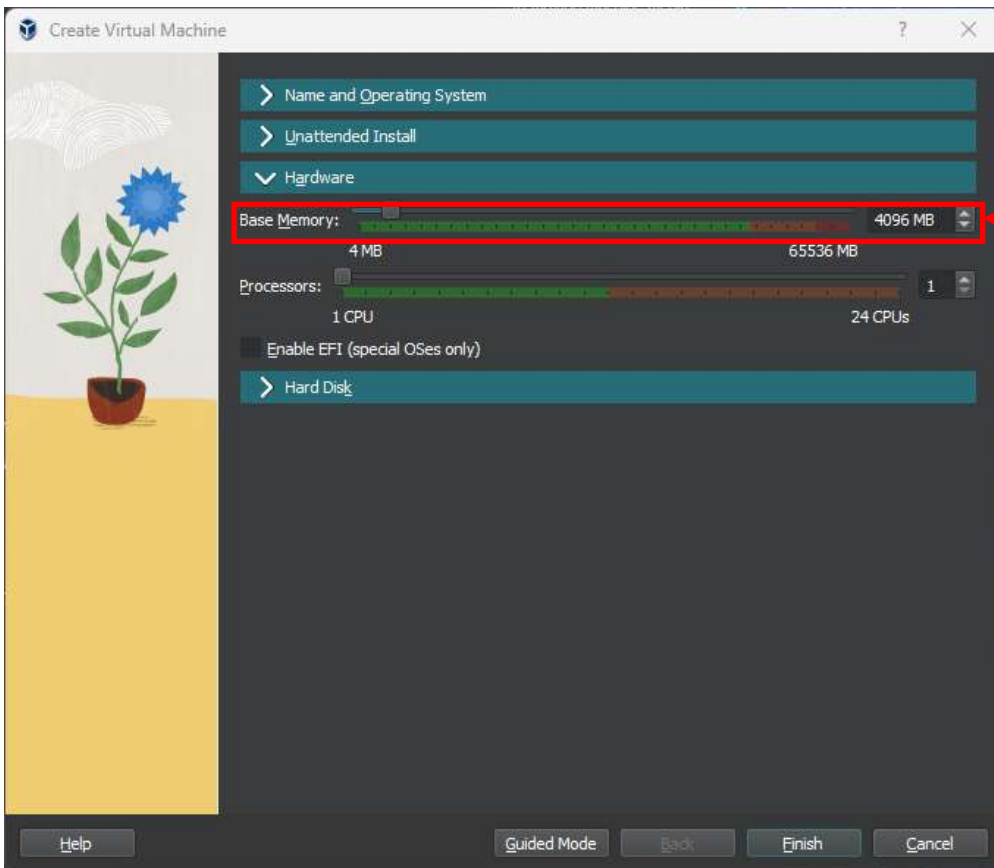 Create Virtual Machine
?
Name and Operating System
Unattended Install
Hardware
Base Memory: 4096 MB
4 MB 65536 MB
Processors: 1
1 CPU 24 CPUs
Enable EFI (special OSes only)
Hard Disk
Help Guided Mode Back Finish Cancel